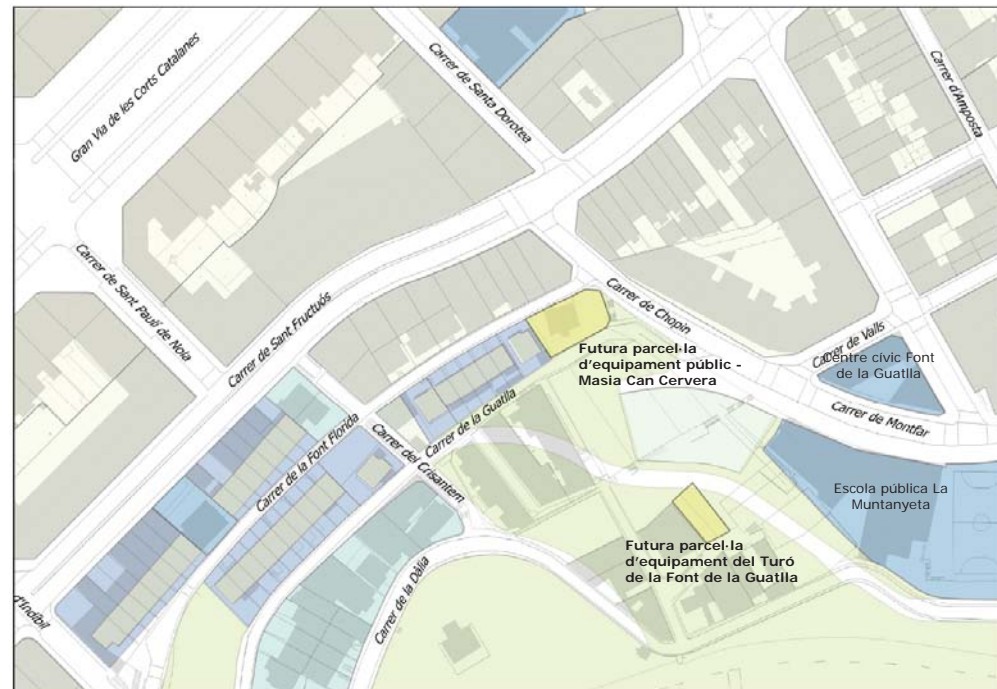 Gran Via de les Corts Catalanes
Carrer de Santa Dorotea
Carrer d'Amposta
Carrer de Sant Paulí de Nola
Carrer de Sant Fructuós
Carrer de Chopin
Carrer de Valls
Centre cívic Font
de la Guatlla
Futura parcel·la
d'equipament públic -
Masia Can Cervera
Carrer de Montfar
Carrer de la Guatlla
Carrer de la Font Florida
Carrer del Crisantem
Escola pública La
Muntanyeta
Futura parcel·la
d'equipament del Turó
de la Font de la Guatlla
Carrer de la Dàlia
d'Indíbil